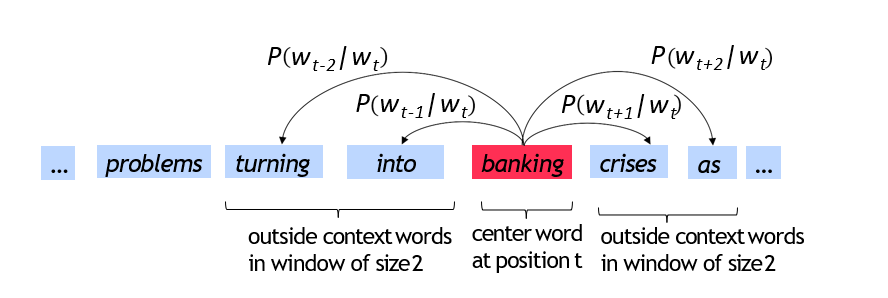 P(w_{t-2} | w_t)
P(w_{t+2} | w_t)
P(w_{t-1} | w_t)
P(w_{t+1} | w_t)
... problems turning into banking crises as ...
outside context words
in window of size 2
center word
at position t
outside context words
in window of size 2